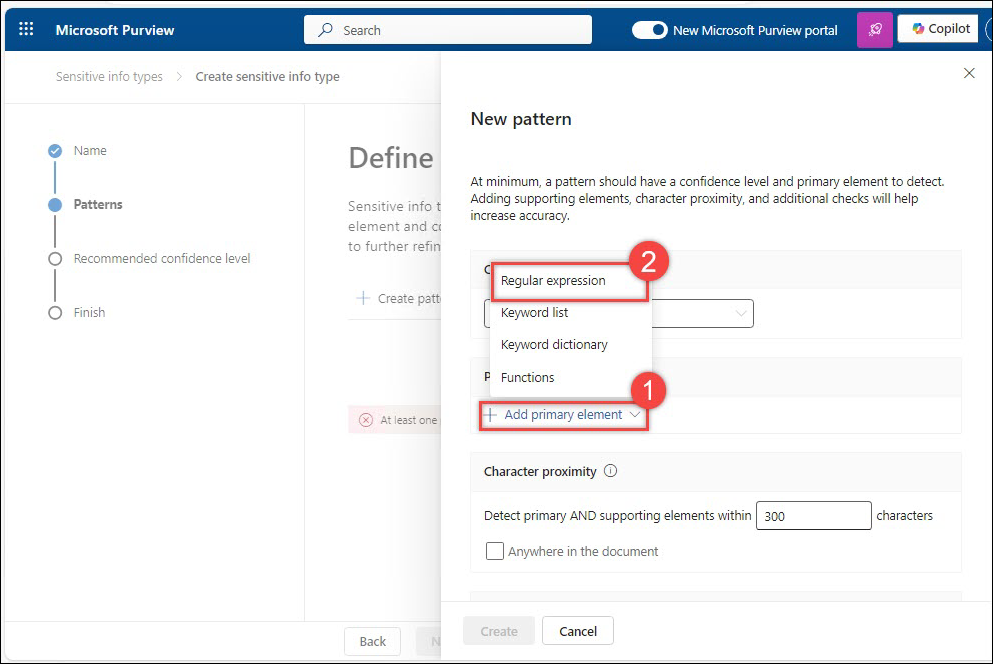 Microsoft Purview
Search
New Microsoft Purview portal
Copilot
Sensitive info types
Create sensitive info type
Name
Patterns
Recommended confidence level
Finish
Define
Sensitive info t
element and co
to further refin
Create patt
At least one
Back
N
New pattern
At minimum, a pattern should have a confidence level and primary element to detect.
Adding supporting elements, character proximity, and additional checks will help
increase accuracy.
C
2
Regular expression
Keyword list
Keyword dictionary
Functions
P
1
Add primary element
Character proximity
Detect primary AND supporting elements within 300 characters
Anywhere in the document
Create
Cancel